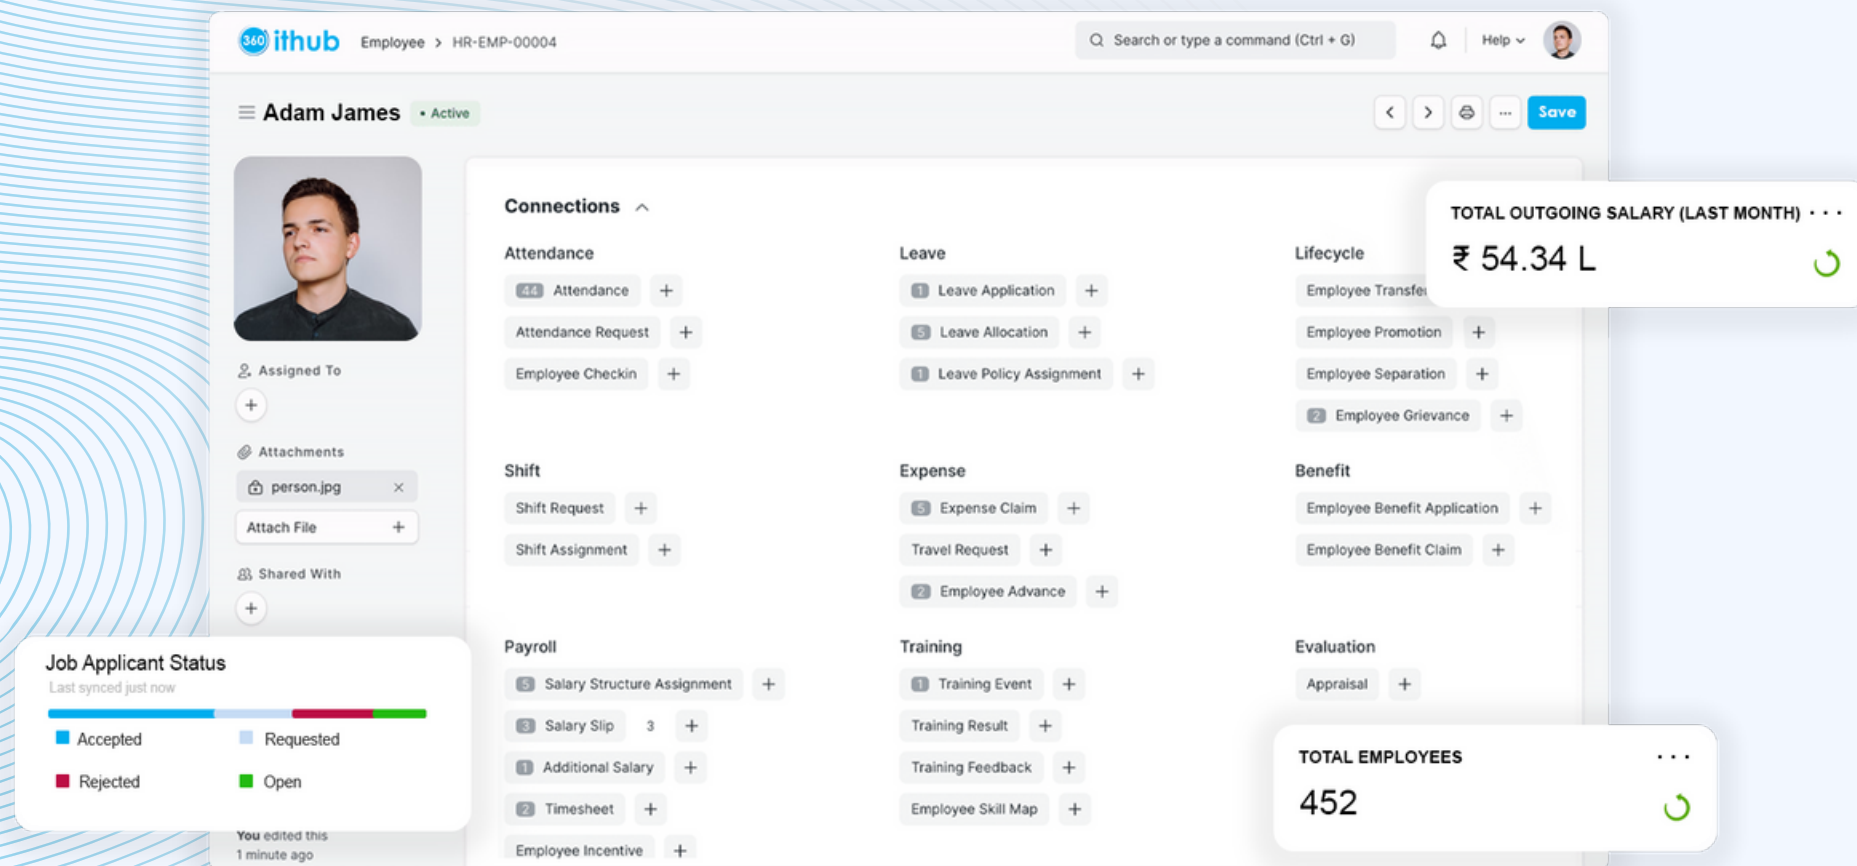 360 ithub Employee > HR-EMP-00004 Search or type a command (Ctrl + G) Help
Adam James • Active ... Save
Connections
Attendance
44 Attendance +
Attendance Request +
Employee Checkin +
Leave
1 Leave Application +
5 Leave Allocation +
1 Leave Policy Assignment +
Lifecycle
Employee Transfe
Employee Promotion +
Employee Separation +
2 Employee Grievance +
TOTAL OUTGOING SALARY (LAST MONTH) ...
₹ 54.34 L
Assigned To
+
Attachments
person.jpg ×
Attach File +
Shared With
+
Shift
Shift Request +
Shift Assignment +
Expense
5 Expense Claim +
Travel Request +
2 Employee Advance +
Benefit
Employee Benefit Application +
Employee Benefit Claim +
Payroll
5 Salary Structure Assignment +
3 Salary Slip 3 +
1 Additional Salary +
2 Timesheet +
Employee Incentive +
Training
1 Training Event +
Training Result +
Training Feedback +
Employee Skill Map +
Evaluation
Appraisal +
Job Applicant Status
Last synced just now
Accepted Requested
Rejected Open
You edited this
1 minute ago
TOTAL EMPLOYEES ...
452